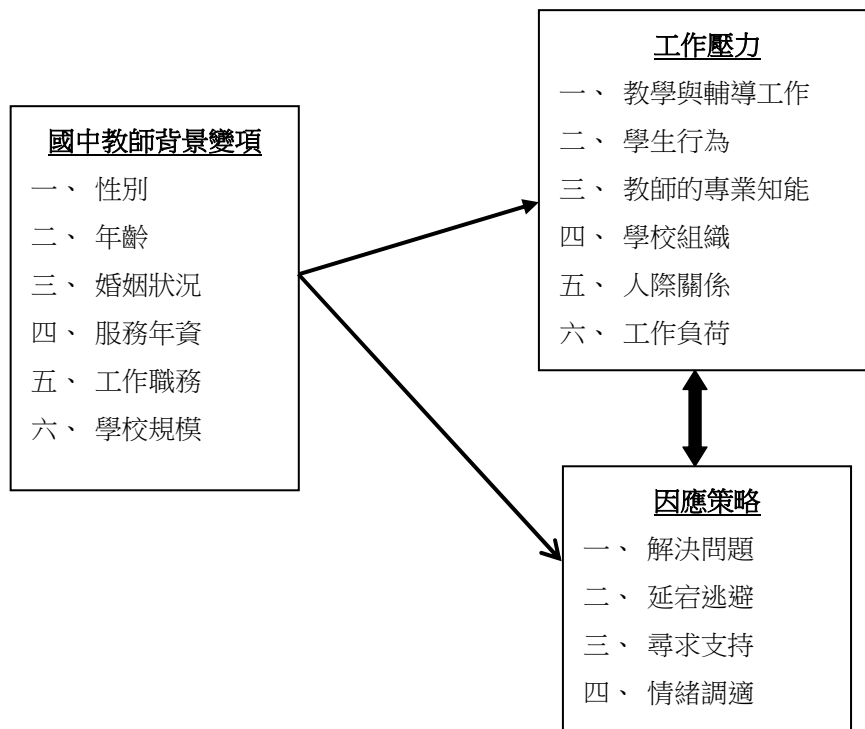 國中教師背景變項
一、 性別
二、 年齡
三、 婚姻狀況
四、 服務年資
五、 工作職務
六、 學校規模
工作壓力
一、 教學與輔導工作
二、 學生行為
三、 教師的專業知能
四、 學校組織
五、 人際關係
六、 工作負荷
因應策略
一、 解決問題
二、 延宕逃避
三、 尋求支持
四、 情緒調適